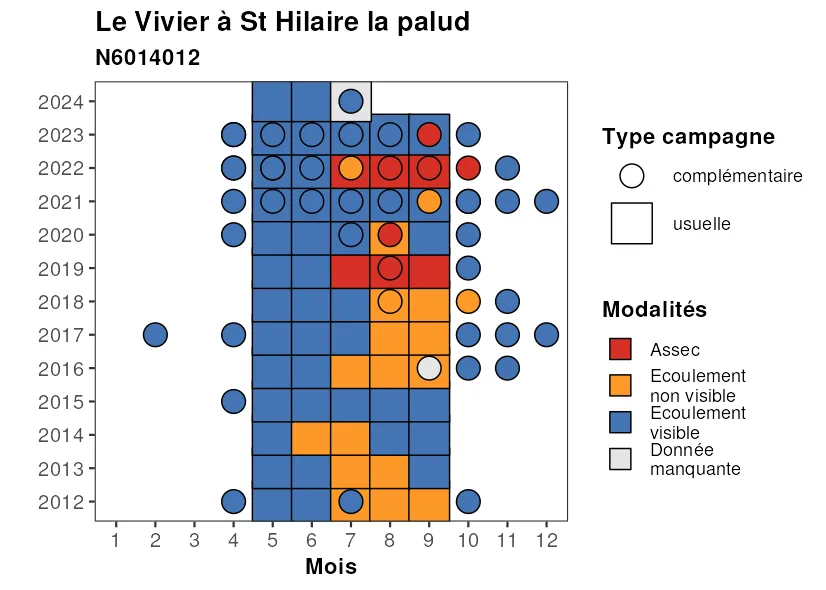 Le Vivier à St Hilaire la palud
N6014012
2024
2023
2022
2021
2020
2019
2018
2017
2016
2015
2014
2013
2012
1 2 3 4 5 6 7 8 9 10 11 12
Mois
Type campagne
complémentaire
usuelle
Modalités
Assec
Ecoulement
non visible
Ecoulement
visible
Donnée
manquante